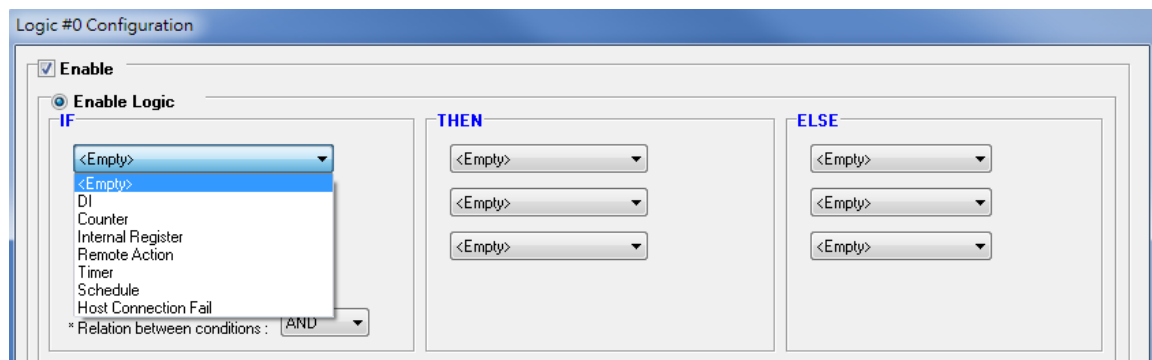 Logic #0 Configuration
Enable
Enable Logic
IF
<Empty>
<Empty>
DI
Counter
Internal Register
Remote Action
Timer
Schedule
Host Connection Fail
* Relation between conditions : AND
THEN
<Empty>
<Empty>
<Empty>
ELSE
<Empty>
<Empty>
<Empty>